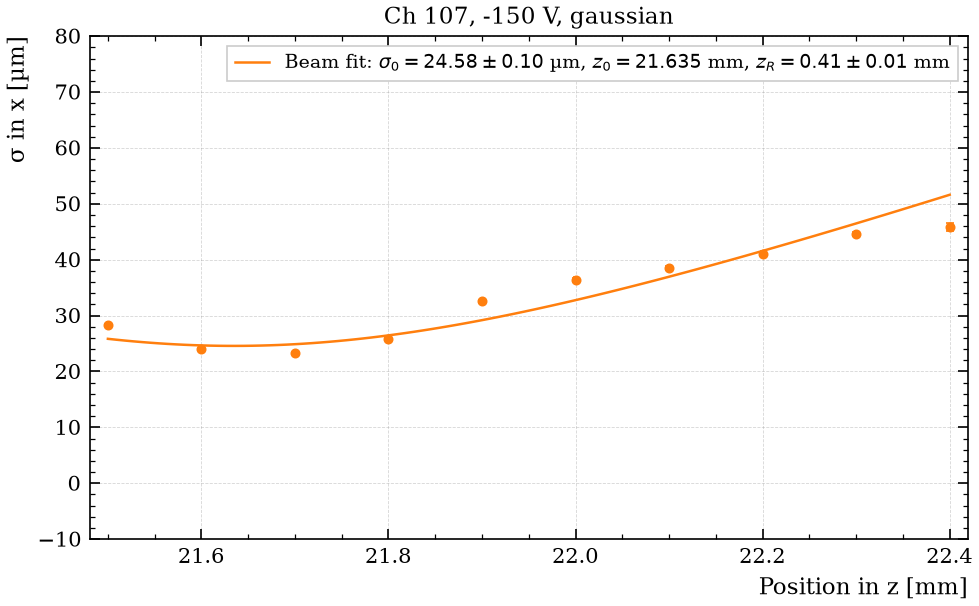 Ch 107, -150 V, gaussian
σ in x [µm]
Beam fit: σ₀ = 24.58 ± 0.10 µm, z₀ = 21.635 mm, z_R = 0.41 ± 0.01 mm
80
70
60
50
40
30
20
10
0
−10
21.6 21.8 22.0 22.2 22.4
Position in z [mm]